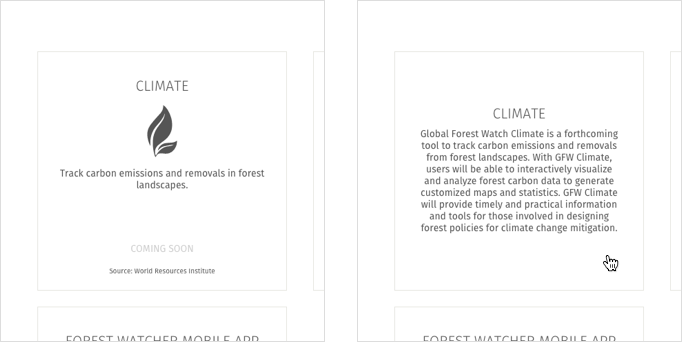 CLIMATE
Track carbon emissions and removals in forest
landscapes.
COMING SOON
Source: World Resources Institute
FOREST WATCHER MOBILE APP
CLIMATE
Global Forest Watch Climate is a forthcoming
tool to track carbon emissions and removals
from forest landscapes. With GFW Climate,
users will be able to interactively visualize
and analyze forest carbon data to generate
customized maps and statistics. GFW Climate
will provide timely and practical information
and tools for those involved in designing
forest policies for climate change mitigation.
FOREST WATCHER MOBILE APP